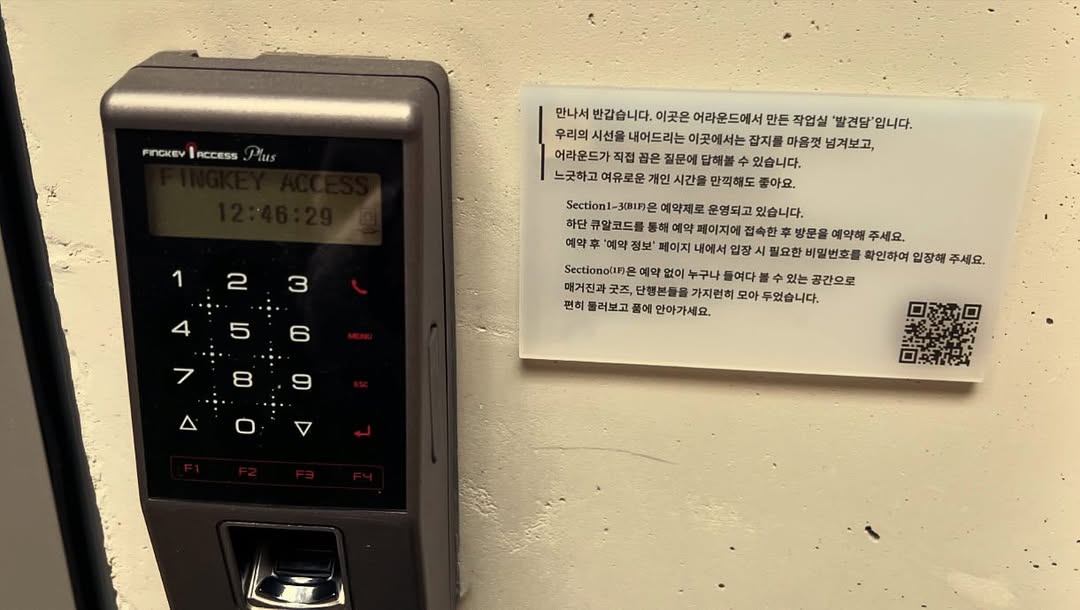 FINGKEY ACCESS Plus
FINGKEY ACCESS
12:46:29
1 2 3
4 5 6
MENU
7 8 9
ESC
0
F1 F2 F3 F4
만나서 반갑습니다. 이곳은 어라운드에서 만든 작업실 '발견담'입니다.
우리의 시선을 내어드리는 이곳에서는 잡지를 마음껏 넘겨보고,
어라운드가 직접 꼽은 질문에 답해볼 수 있습니다.
느긋하고 여유로운 개인 시간을 만끽해도 좋아요.
Section1~3(B1F)은 예약제로 운영되고 있습니다.
하단 큐알코드를 통해 예약 페이지에 접속한 후 방문을 예약해 주세요.
예약 후 '예약 정보' 페이지 내에서 입장 시 필요한 비밀번호를 확인하여 입장해 주세요.
Section0(1F)은 예약 없이 누구나 들여다 볼 수 있는 공간으로
매거진과 굿즈, 단행본들을 가지런히 모아 두었습니다.
편히 둘러보고 품에 안아가세요.